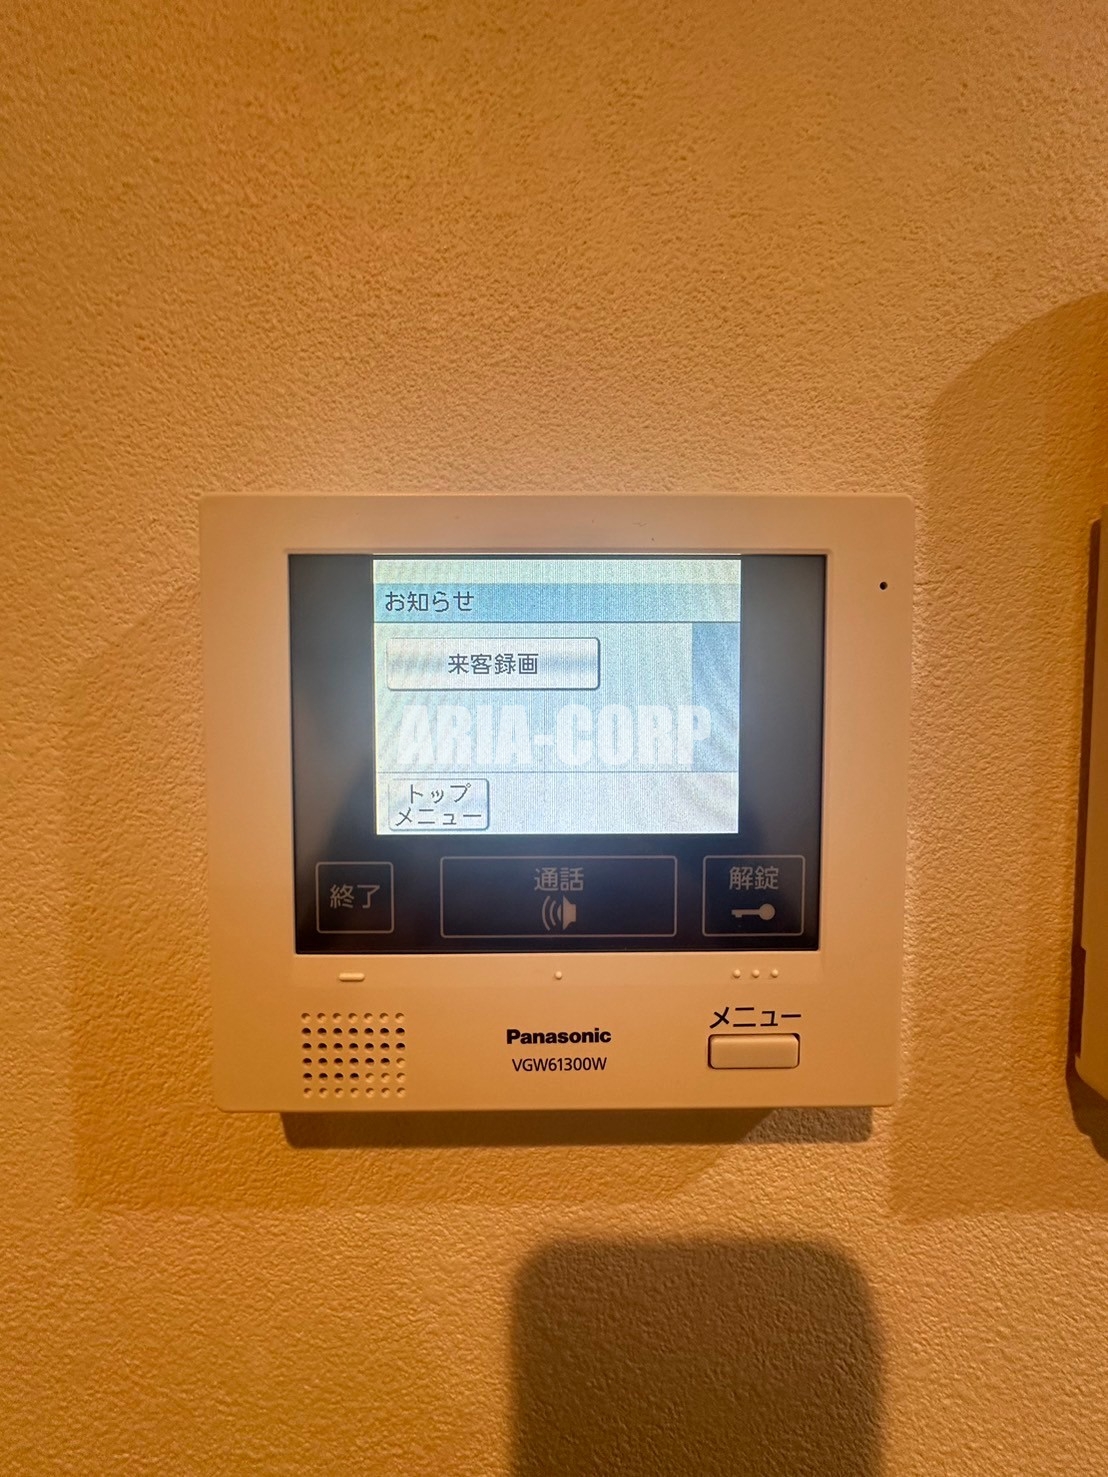 お知らせ
来客録画
ARIA-CORP
トップ
メニュー
終了
通話
解錠
メニュー
Panasonic
VGW61300W